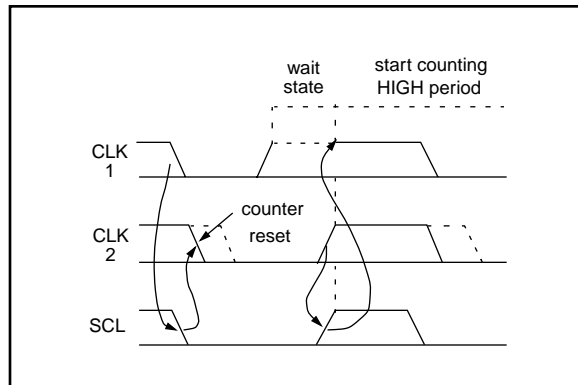 wait
state
start counting
HIGH period
CLK
1
counter
reset
CLK
2
SCL